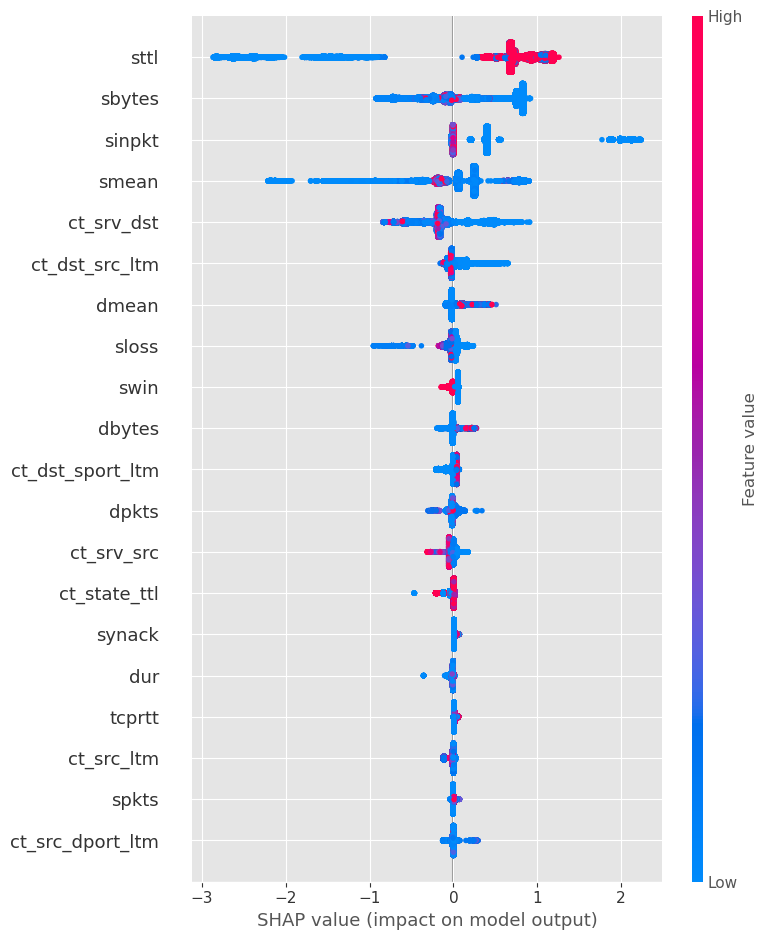 High
sttl
sbytes
sinpkt
smean
ct_srv_dst
ct_dst_src_ltm
dmean
sloss
swin
dbytes
ct_dst_sport_ltm
dpkts
ct_srv_src
ct_state_ttl
synack
dur
tcprtt
ct_src_ltm
spkts
ct_src_dport_ltm
Feature value
Low
−3 −2 −1 0 1 2
SHAP value (impact on model output)